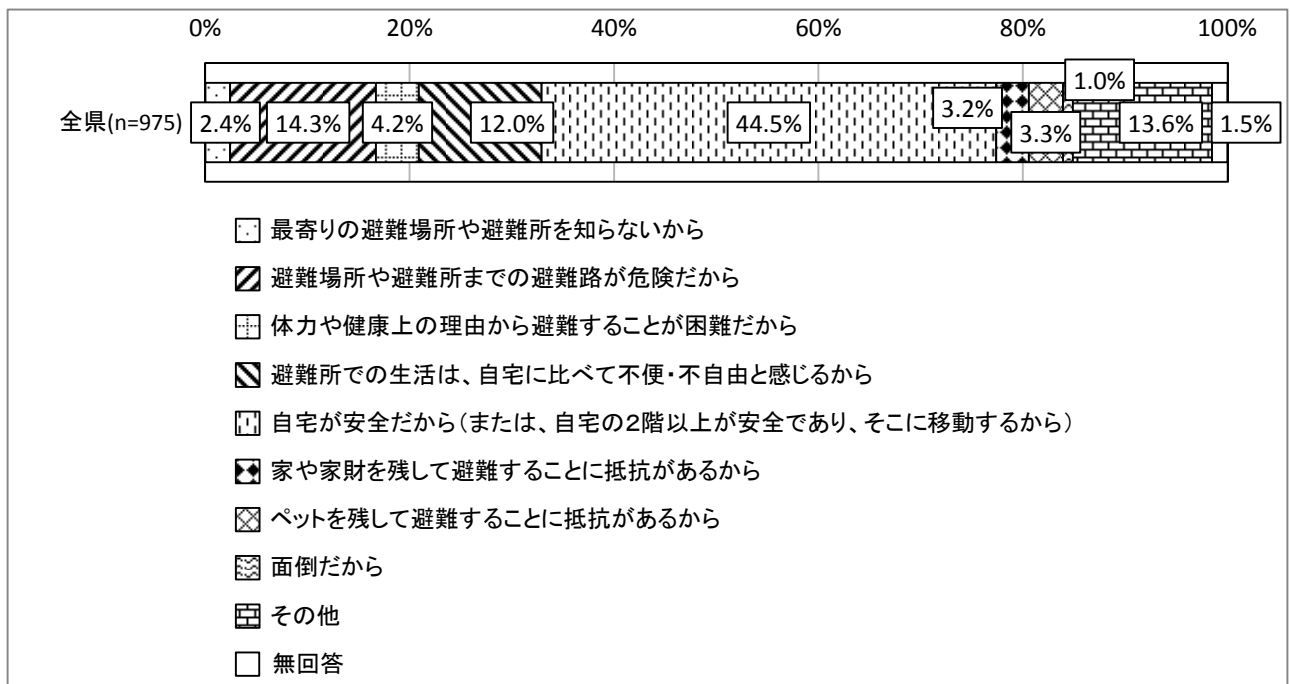 0% 20% 40% 60% 80% 100%
全県(n=975) 2.4% 14.3% 4.2% 12.0% 44.5% 3.2% 3.3% 1.0% 13.6% 1.5%
最寄りの避難場所や避難所を知らないから
避難場所や避難所までの避難路が危険だから
体力や健康上の理由から避難することが困難だから
避難所での生活は、自宅に比べて不便・不自由と感じるから
自宅が安全だから（または、自宅の２階以上が安全であり、そこに移動するから）
家や家財を残して避難することに抵抗があるから
ペットを残して避難することに抵抗があるから
面倒だから
その他
無回答